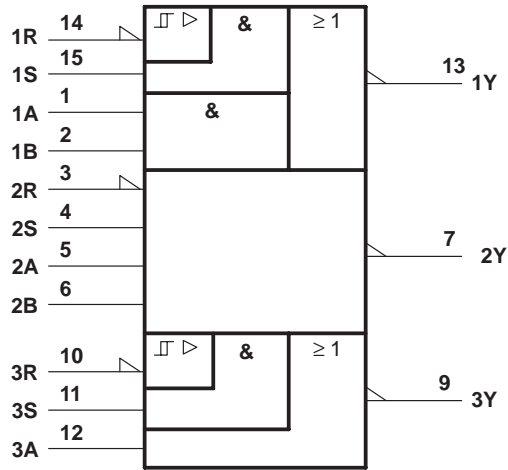 1R 14 & ≥ 1
1S 15
13 1Y
1A 1 &
1B 2
2R 3
2S 4
7 2Y
2A 5
2B 6
3R 10 & ≥ 1
3S 11
9 3Y
3A 12